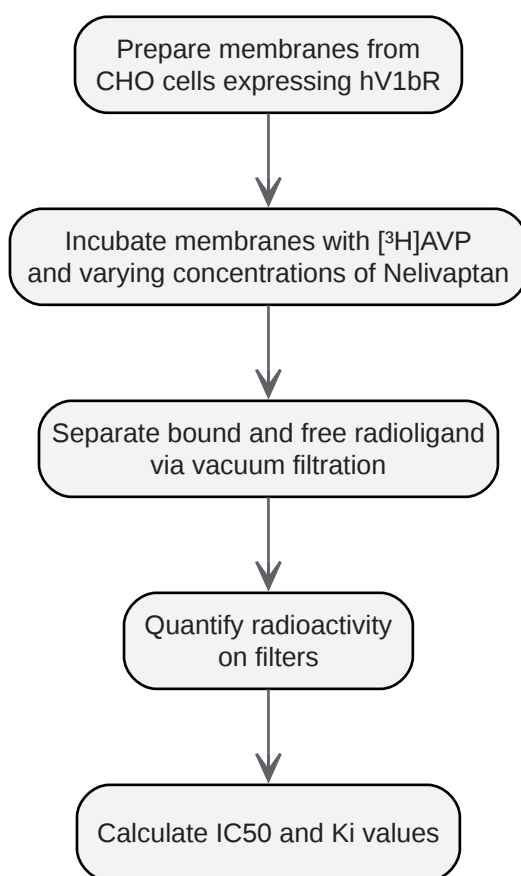 Prepare membranes from
CHO cells expressing hV1bR
Incubate membranes with [³H]AVP
and varying concentrations of Nelivaptan
Separate bound and free radioligand
via vacuum filtration
Quantify radioactivity
on filters
Calculate IC50 and Ki values